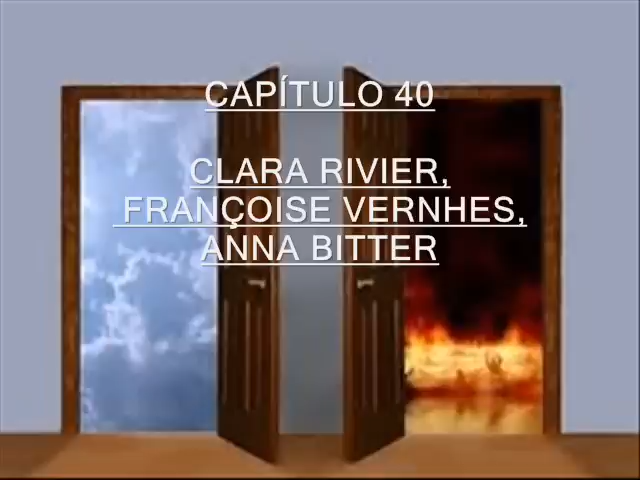 CAPÍTULO 40
CLARA RIVIER,
FRANÇOISE VERNHES,
ANNA BITTER